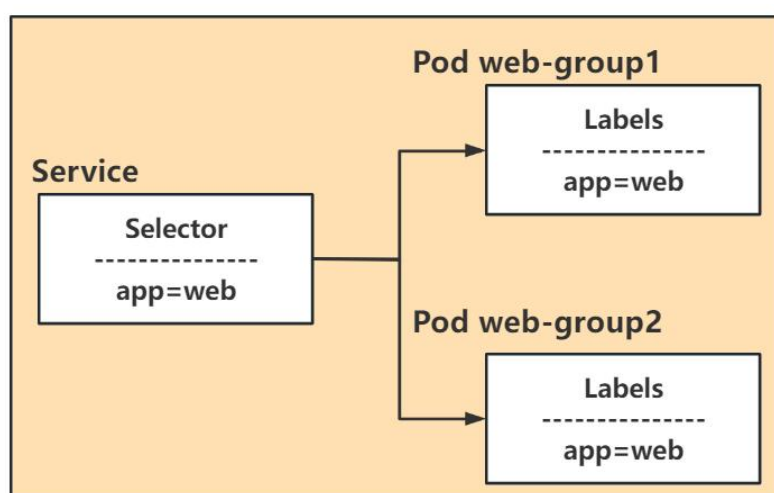 Service
Selector
---------------
app=web
Pod web-group1
Labels
---------------
app=web
Pod web-group2
Labels
---------------
app=web